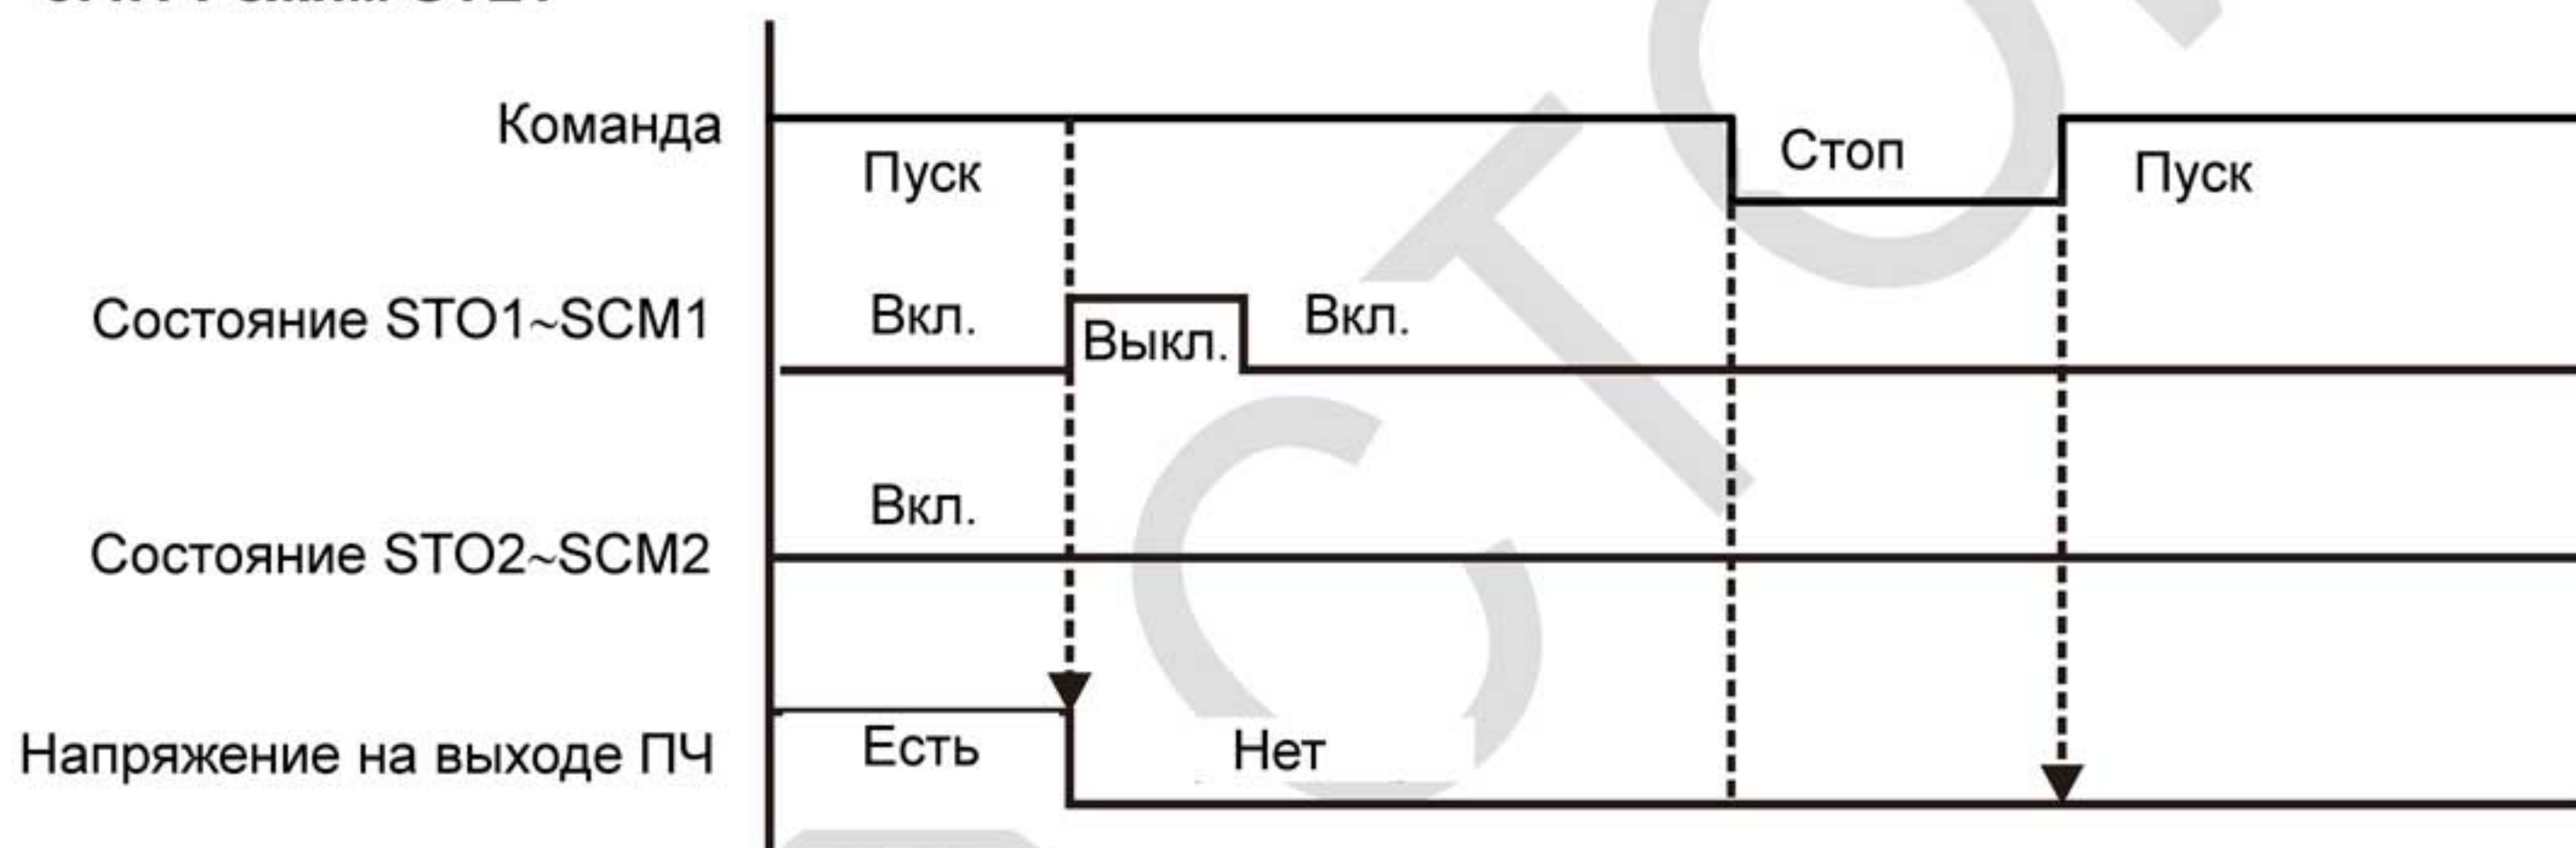 Команда
Пуск
Стоп
Пуск
Состояние STO1~SCM1
Вкл.
Выкл.
Вкл.
Состояние STO2~SCM2
Вкл.
Напряжение на выходе ПЧ
Есть
Нет